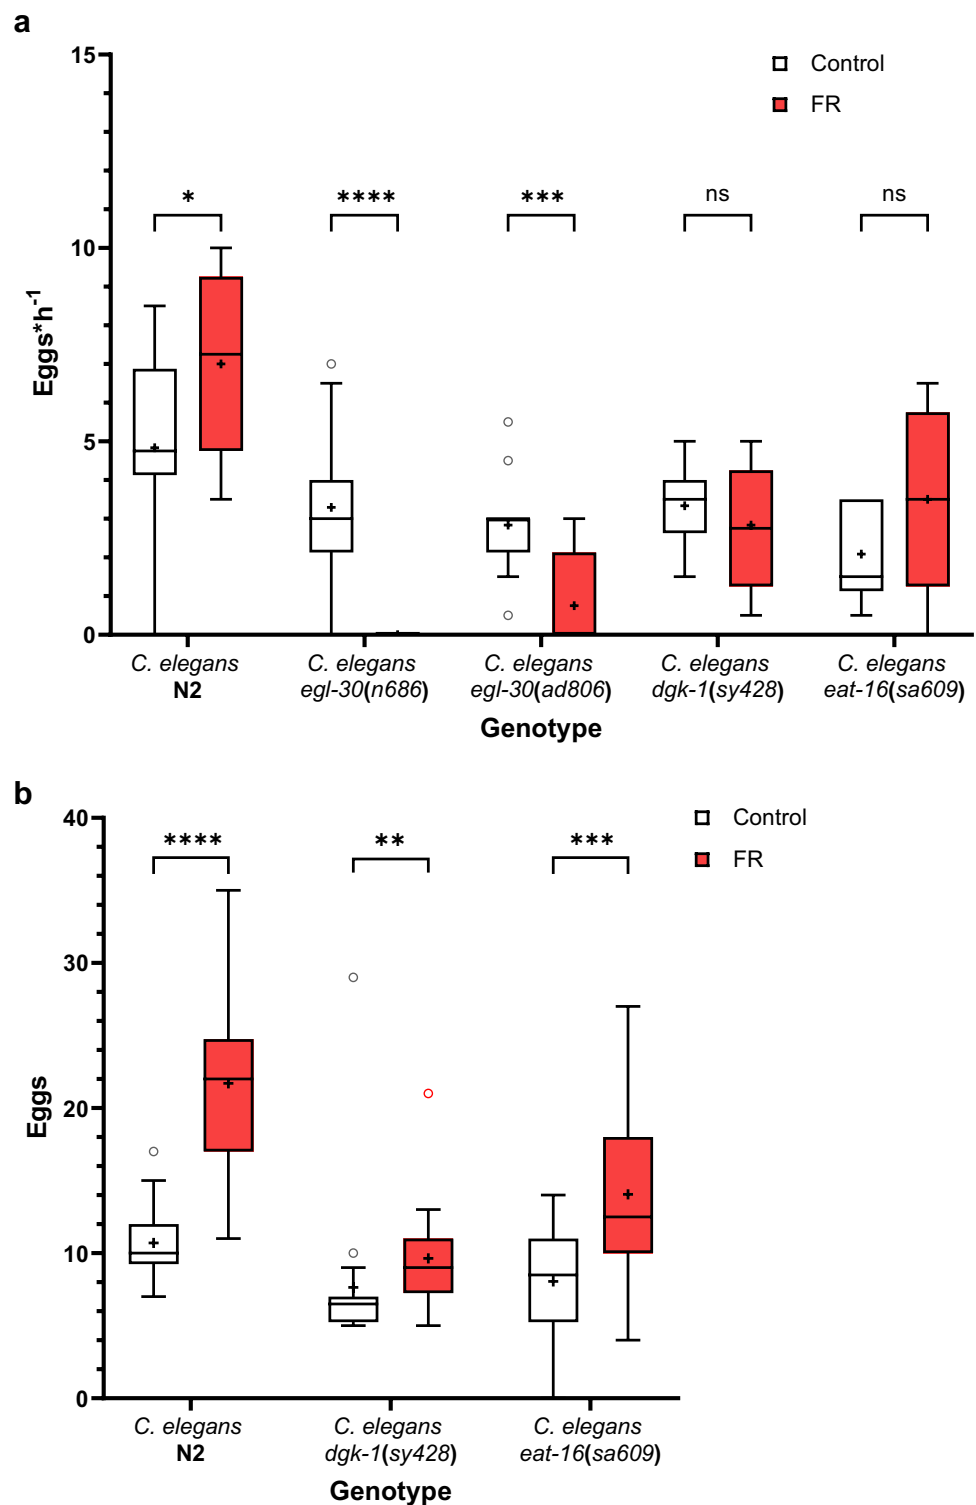 a
15
Control
FR
* **** *** ns ns
10
Eggs*h-1
5
0
C. elegans C. elegans C. elegans C. elegans C. elegans
N2 egl-30(n686) egl-30(ad806) dgk-1(sy428) eat-16(sa609)
Genotype
b
40
Control
FR
**** ** ***
30
Eggs
20
10
0
C. elegans C. elegans C. elegans
N2 dgk-1(sy428) eat-16(sa609)
Genotype